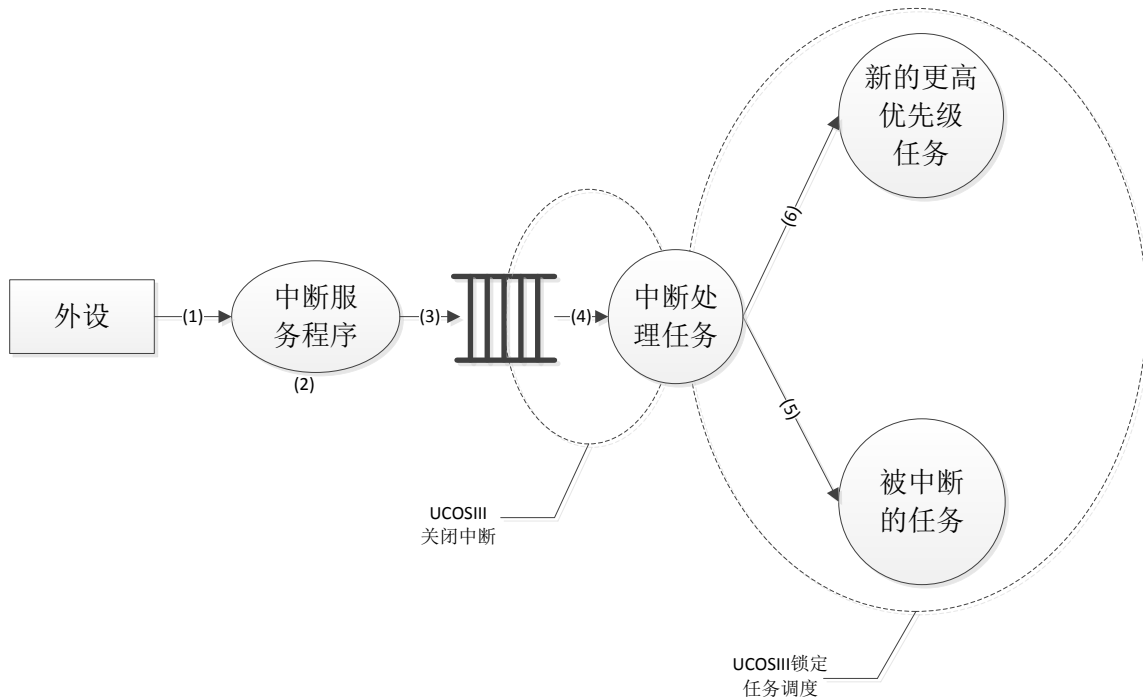 新的更高
优先级
任务
(6)
外设
(1)
中断服
务程序
(2)
(3)
(4)
中断处
理任务
(5)
被中断
的任务
UCOSIII
关闭中断
UCOSIII锁定
任务调度